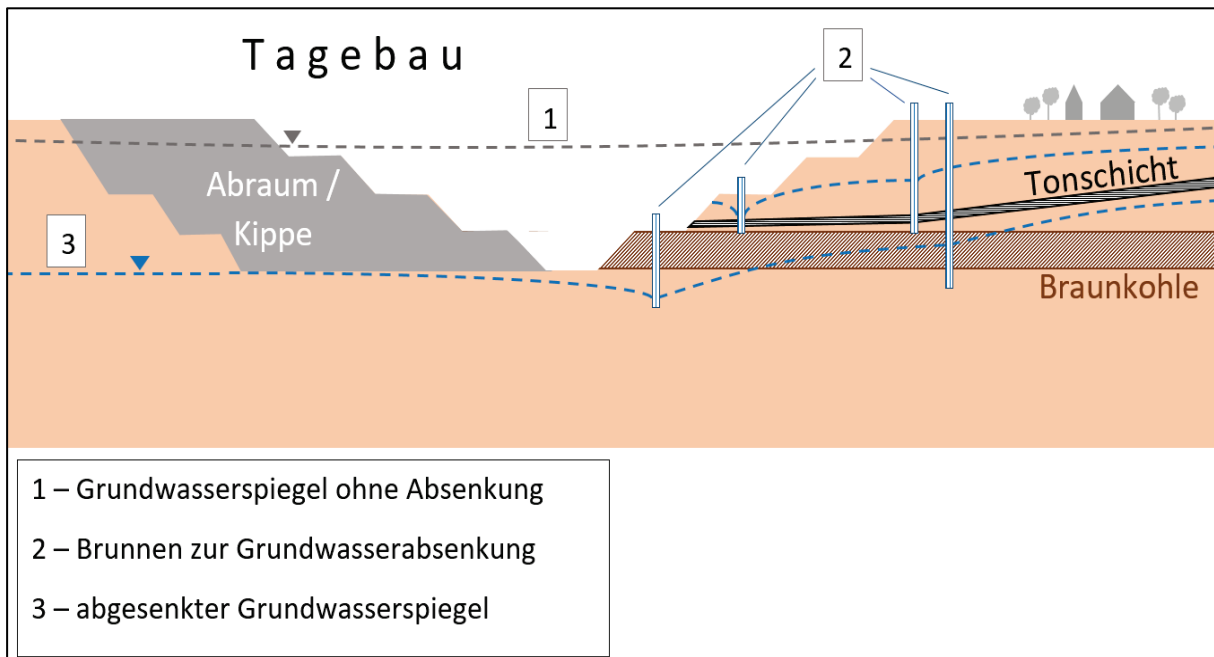 Tagebau
2
1
Abraum /
Kippe
Tonschicht
3
Braunkohle
1 – Grundwasserspiegel ohne Absenkung
2 – Brunnen zur Grundwasserabsenkung
3 – abgesenkter Grundwasserspiegel